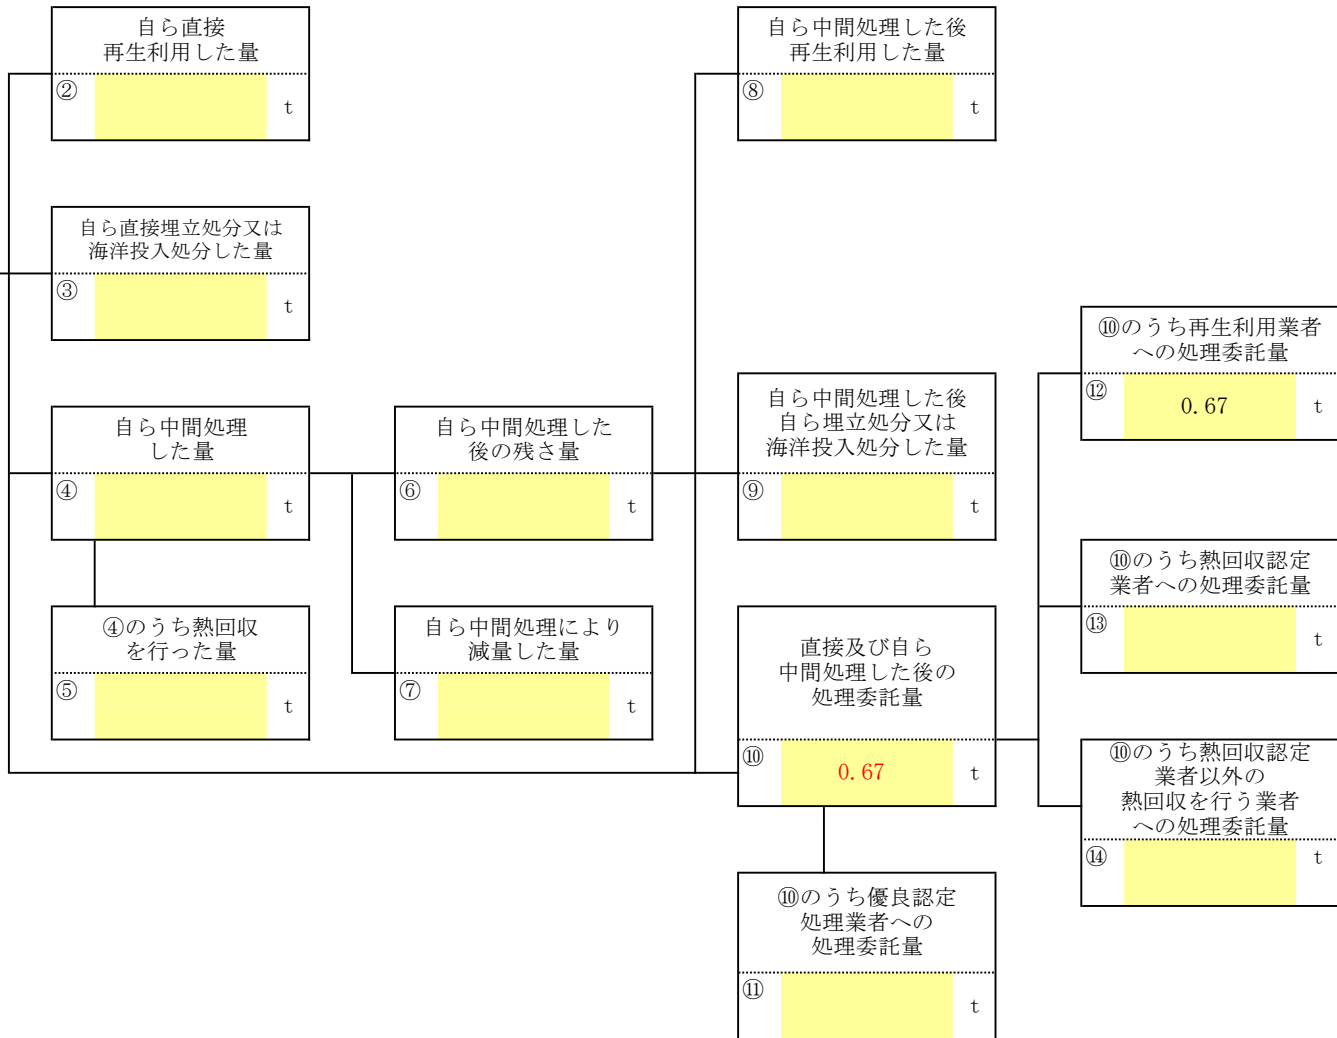 自ら直接
再生利用した量
②
t
自ら中間処理した後
再生利用した量
⑧
t
自ら直接埋立処分又は
海洋投入処分した量
③
t
⑩のうち再生利用業者
への処理委託量
⑫
0.67
t
自ら中間処理
した量
④
t
自ら中間処理した
後の残さ量
⑥
t
自ら中間処理した後
自ら埋立処分又は
海洋投入処分した量
⑨
t
⑩のうち熱回収認定
業者への処理委託量
⑬
t
④のうち熱回収
を行った量
⑤
t
自ら中間処理により
減量した量
⑦
t
直接及び自ら
中間処理した後の
処理委託量
⑩
0.67
t
⑩のうち熱回収認定
業者以外の
熱回収を行う業者
への処理委託量
⑭
t
⑩のうち優良認定
処理業者への
処理委託量
⑪
t